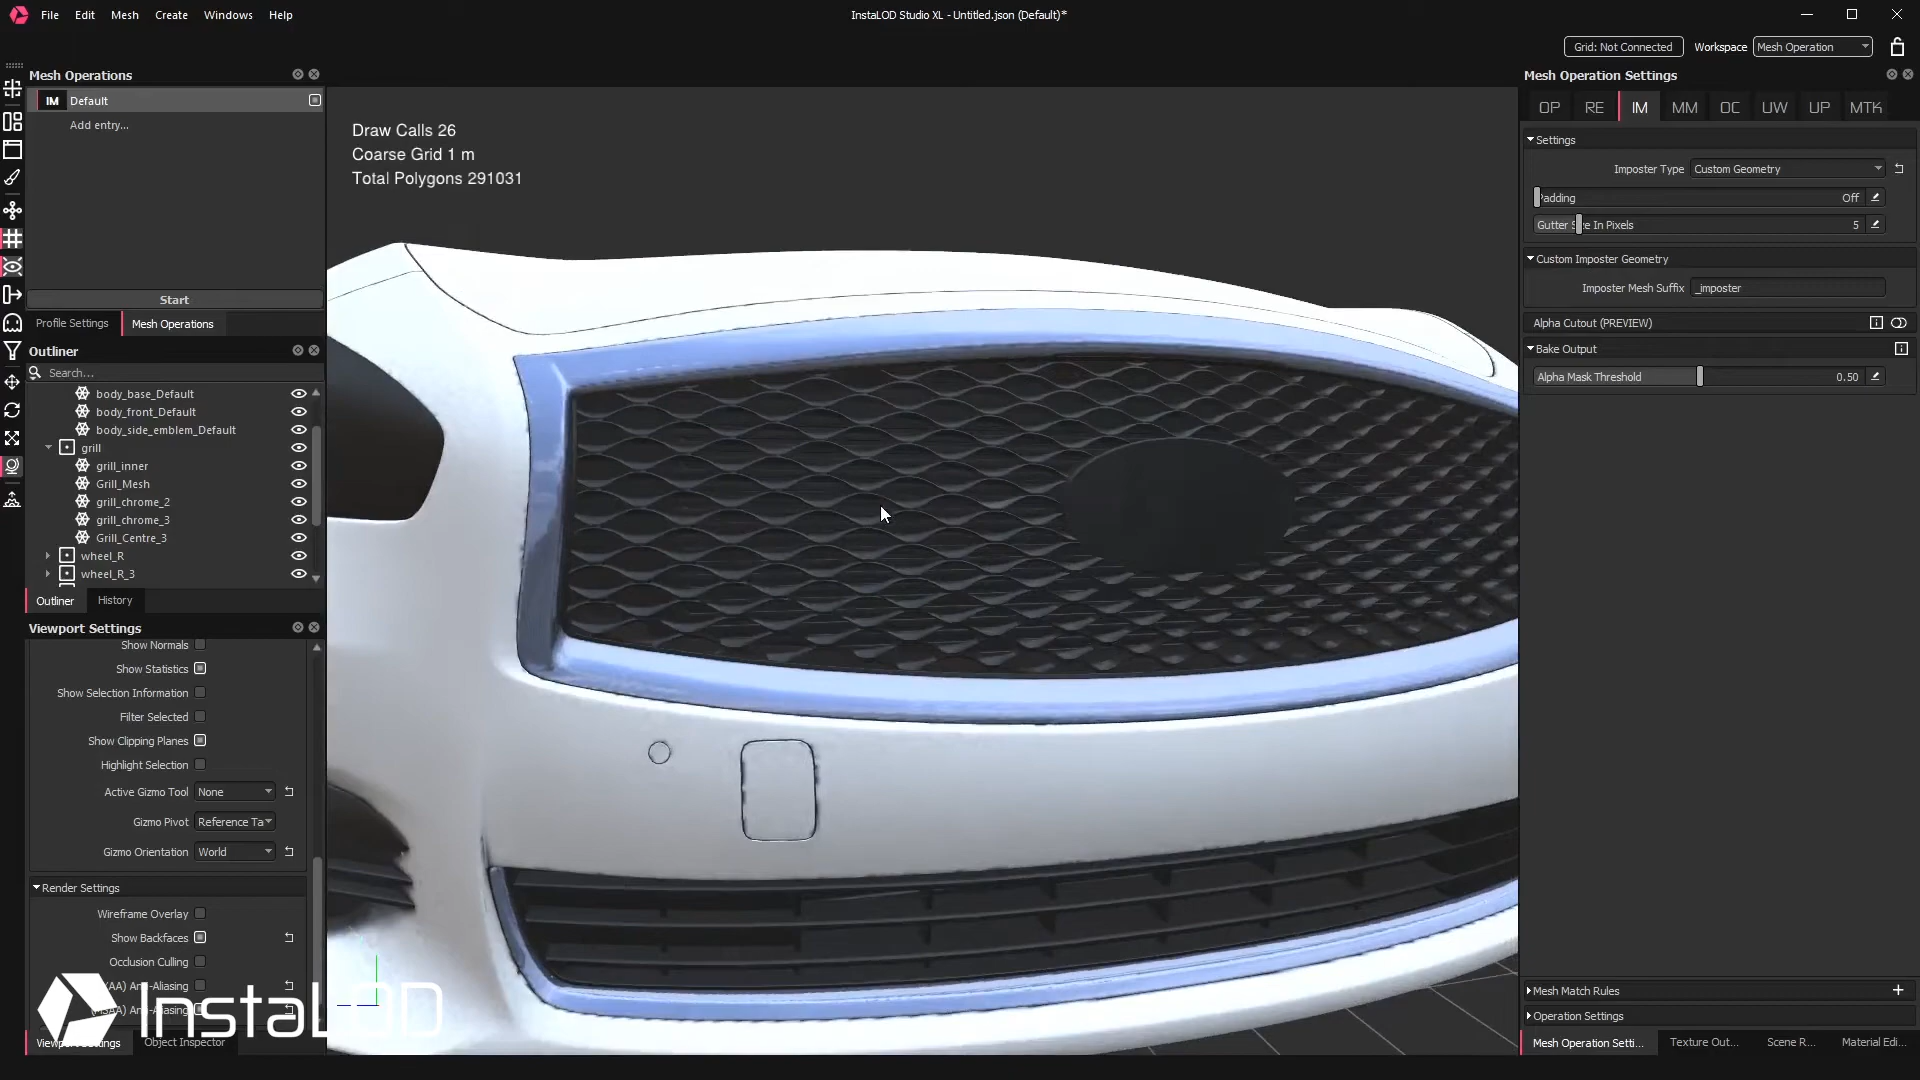 File Edit Mesh Create Windows Help
InstaLOD Studio XL - Untitled.json (Default)*
Grid: Not Connected
Workspace
Mesh Operation
Mesh Operations
IM Default
Add entry...
Start
Profile Settings
Mesh Operations
Outliner
Search...
body_base_Default
body_front_Default
body_side_emblem_Default
grill
grill_inner
Grill_Mesh
grill_chrome_2
grill_chrome_3
Grill_Centre_3
wheel_R
wheel_R_3
Outliner
History
Viewport Settings
Show Normals
Show Statistics
Show Selection Information
Filter Selected
Show Clipping Planes
Highlight Selection
Active Gizmo Tool None
Gizmo Pivot Reference Ta
Gizmo Orientation World
Render Settings
Wireframe Overlay
Show Backfaces
Occlusion Culling
InstaLOD
Object Inspector
Draw Calls 26
Coarse Grid 1 m
Total Polygons 291031
Mesh Operation Settings
OP RE IM MM OC UW UP MTK
Settings
Imposter Type Custom Geometry
Padding Off
Gutter Size In Pixels 5
Custom Imposter Geometry
Imposter Mesh Suffix _imposter
Alpha Cutout (PREVIEW)
Bake Output
Alpha Mask Threshold 0.50
Mesh Match Rules
Operation Settings
Mesh Operation Setti...
Texture Out...
Scene R...
Material Edi...